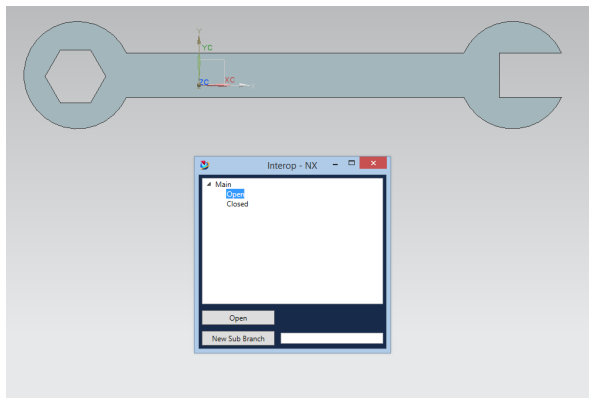 Y
YC
ZC
XC
X
Interop - NX
Main
Open
Closed
Open
New Sub Branch